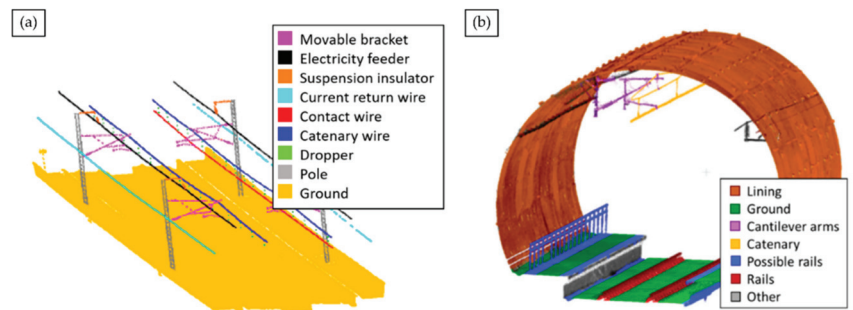 (a)
Movable bracket
Electricity feeder
Suspension insulator
Current return wire
Contact wire
Catenary wire
Dropper
Pole
Ground
(b)
Lining
Ground
Cantilever arms
Catenary
Possible rails
Rails
Other